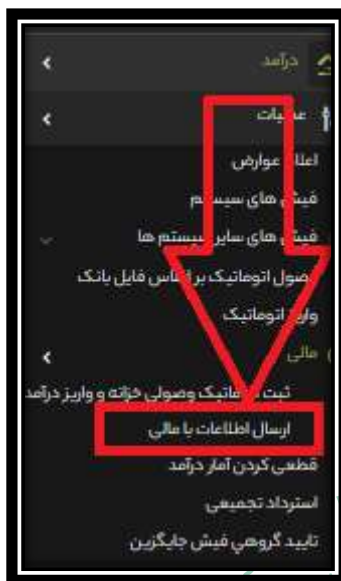 درآمد
عملیات
اعلام عوارض
فیش های سیستم
فیش های سایر سیستم ها
وصول اتوماتیک بر اساس فایل بانک
واریز اتوماتیک
مالی
ثبت اتوماتیک وصولی خزانه و واریز درآمد
ارسال اطلاعات با مالی
قطعی کردن آمار درآمد
استرداد تجمیعی
تایید گروهي فیش جایگزین